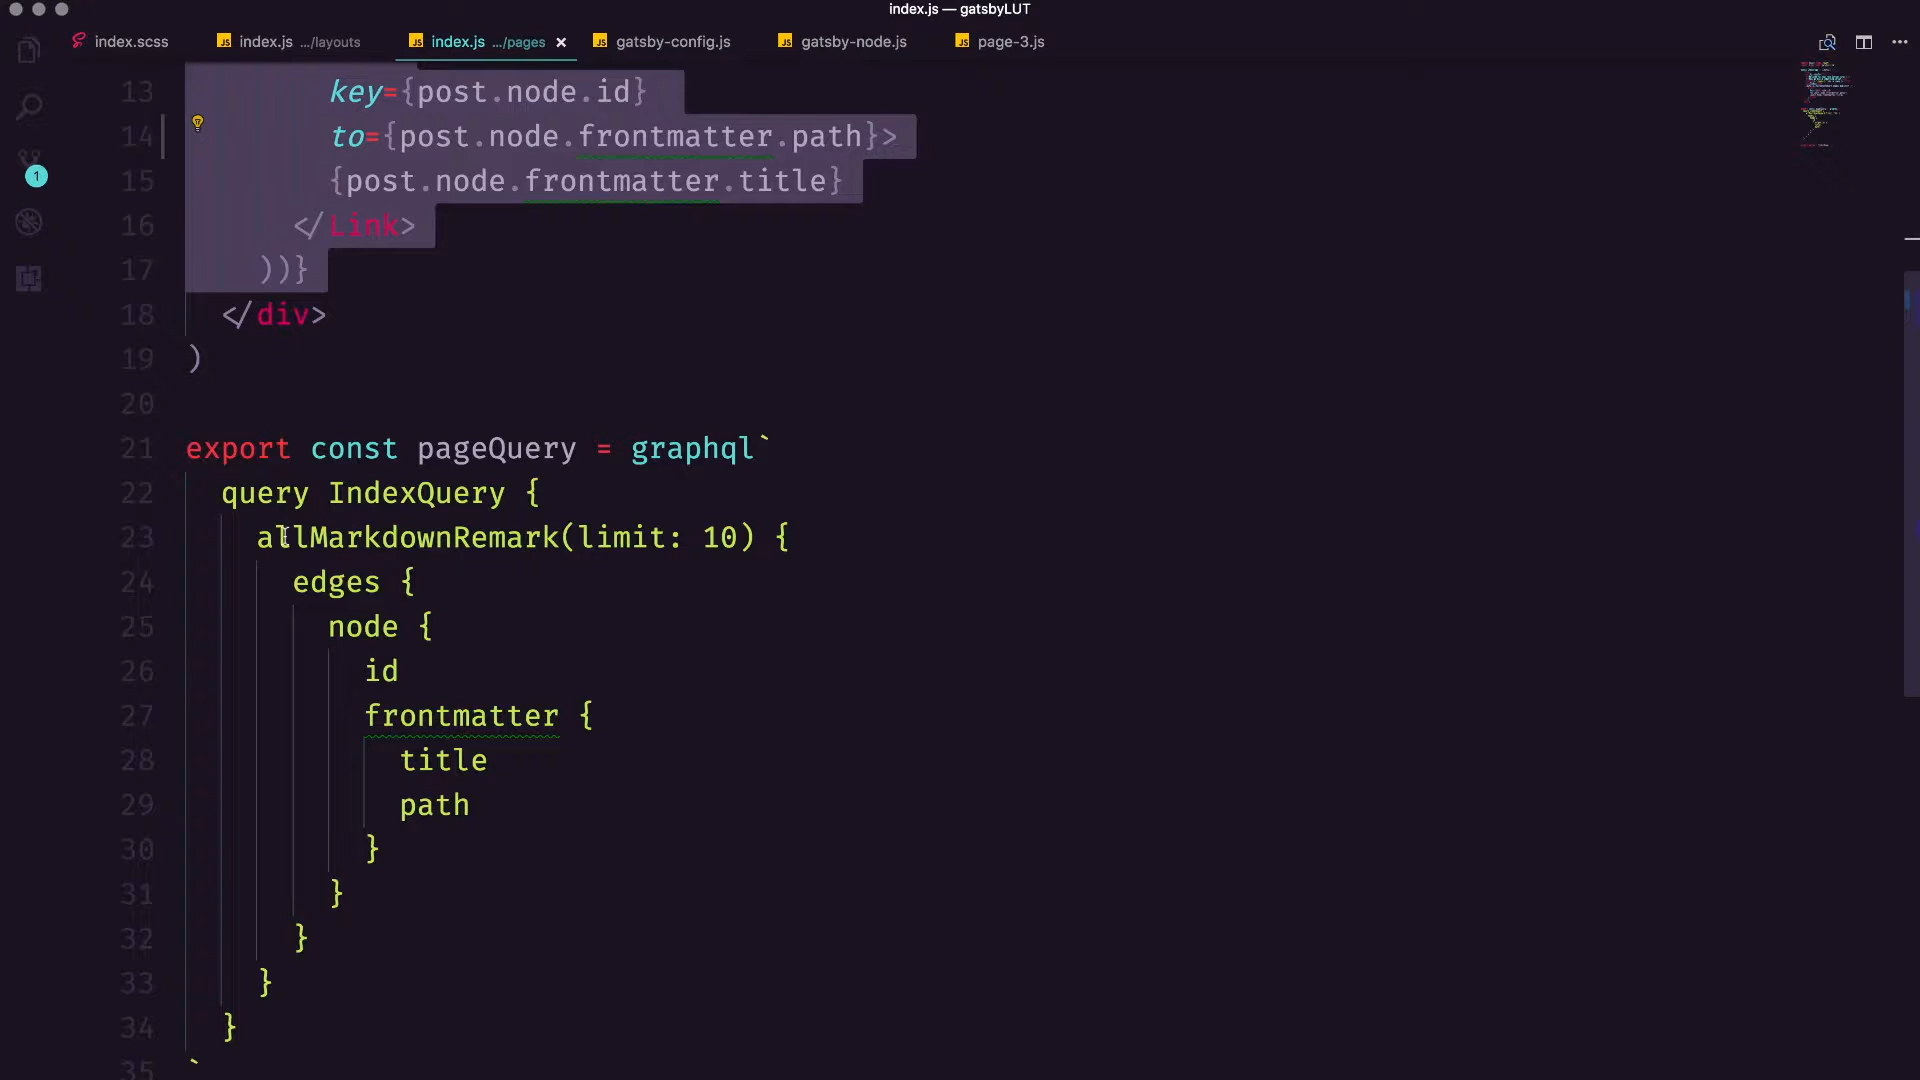 index.js — gatsbyLUT
index.scss
index.js .../layouts
index.js .../pages
gatsby-config.js
gatsby-node.js
page-3.js
13 key={post.node.id}
14 to={post.node.frontmatter.path}>
15 {post.node.frontmatter.title}
16 </Link>
17 ))}
18 </div>
19 )
20
21 export const pageQuery = graphql`
22 query IndexQuery {
23 allMarkdownRemark(limit: 10) {
24 edges {
25 node {
26 id
27 frontmatter {
28 title
29 path
30 }
31 }
32 }
33 }
34 }
35 `
1